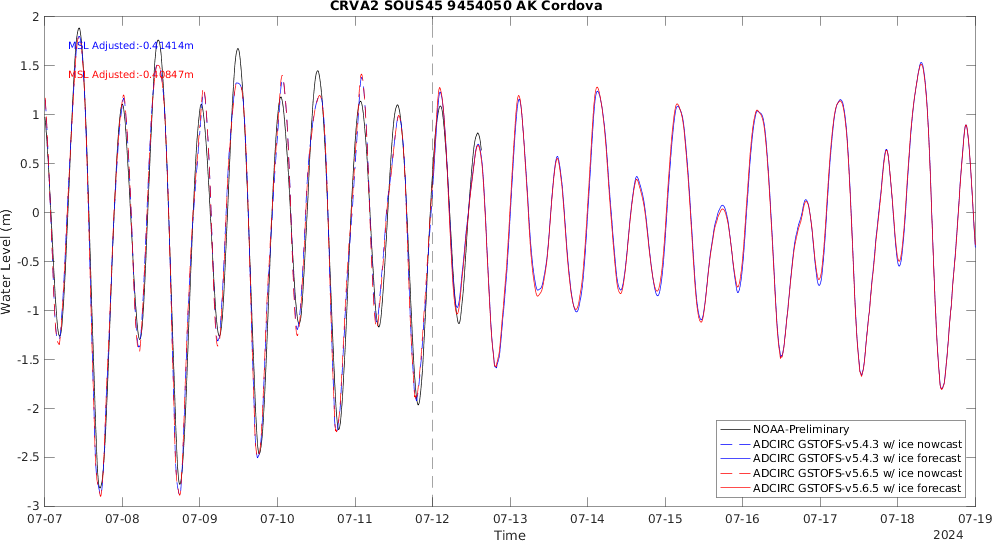 CRVA2 SOUS45 9454050 AK Cordova
MSL Adjusted:-0.41414m
MSL Adjusted:-0.40847m
2
1.5
1
0.5
0
-0.5
-1
-1.5
-2
-2.5
-3
Water Level (m)
NOAA-Preliminary
ADCIRC GSTOFS-v5.4.3 w/ ice nowcast
ADCIRC GSTOFS-v5.4.3 w/ ice forecast
ADCIRC GSTOFS-v5.6.5 w/ ice nowcast
ADCIRC GSTOFS-v5.6.5 w/ ice forecast
07-07 07-08 07-09 07-10 07-11 07-12 07-13 07-14 07-15 07-16 07-17 07-18 07-19
Time
2024